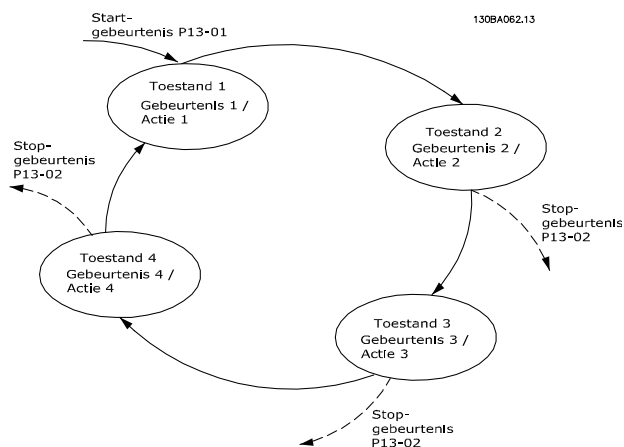 Start-
gebeurtenis P13-01
130BA062.13
Toestand 1
Gebeurtenis 1 /
Actie 1
Toestand 2
Gebeurtenis 2 /
Actie 2
Stop-
gebeurtenis
P13-02
Stop-
gebeurtenis
P13-02
Toestand 4
Gebeurtenis 4 /
Actie 4
Toestand 3
Gebeurtenis 3 /
Actie 3
Stop-
gebeurtenis
P13-02